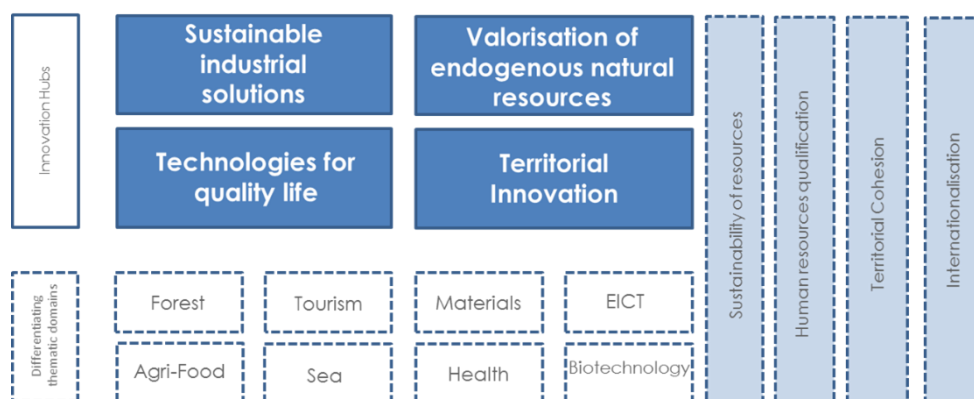 Innovation Hubs
Sustainable
industrial
solutions
Valorisation of
endogenous natural
resources
Technologies for
quality life
Territorial
Innovation
Differentiating
thematic domains
Forest
Tourism
Materials
EICT
Agri-Food
Sea
Health
Biotechnology
Sustainability of resources
Human resources qualification
Territorial Cohesion
Internationalisation